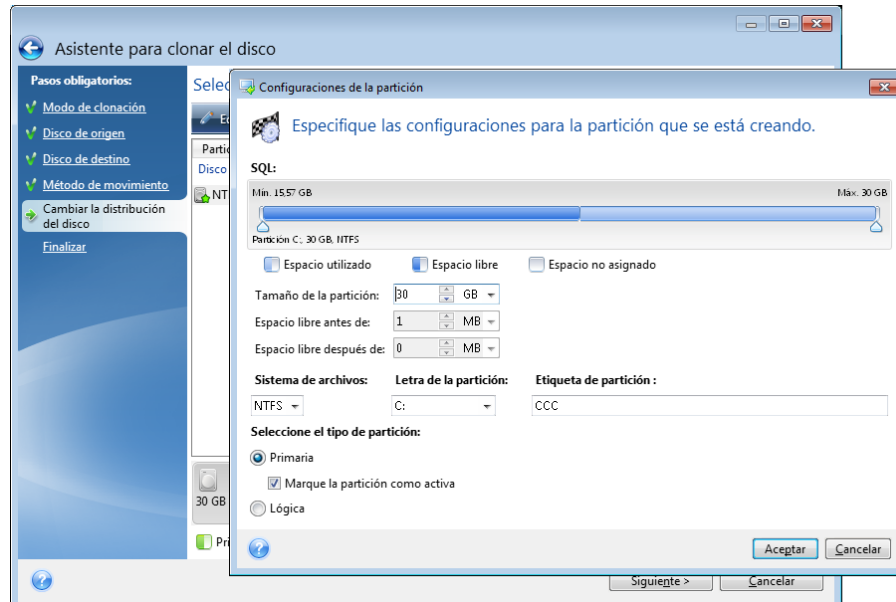 Asistente para clonar el disco
Pasos obligatorios:
Modo de clonación
Disco de origen
Disco de destino
Método de movimiento
Cambiar la distribución
del disco
Finalizar
Disco
NT
30 GB
Configuraciones de la partición
Especifique las configuraciones para la partición que se está creando.
SQL:
Mín. 15,57 GB Máx. 30 GB
Partición C:; 30 GB, NTFS
Espacio utilizado Espacio libre Espacio no asignado
Tamaño de la partición: 30 GB
Espacio libre antes de: 1 MB
Espacio libre después de: 0 MB
Sistema de archivos: Letra de la partición: Etiqueta de partición :
NTFS C: CCC
Seleccione el tipo de partición:
Primaria
Marque la partición como activa
Lógica
Aceptar Cancelar
Siguiente > Cancelar